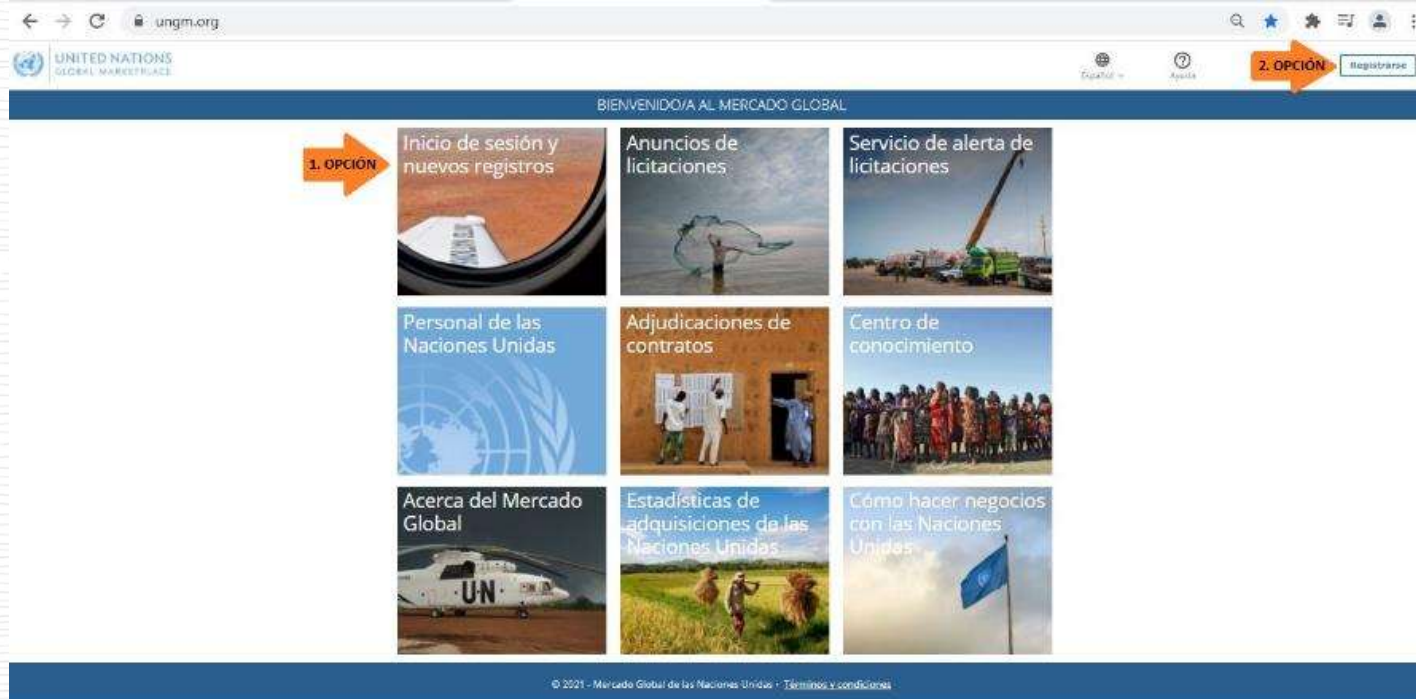 ungm.org
UNITED NATIONS
GLOBAL MARKETPLACE
Español
Ayuda
2. OPCIÓN
Registrarse
BIENVENIDO/A AL MERCADO GLOBAL
1. OPCIÓN
Inicio de sesión y
nuevos registros
Anuncios de
licitaciones
Servicio de alerta de
licitaciones
Personal de las
Naciones Unidas
Adjudicaciones de
contratos
Centro de
conocimiento
Acerca del Mercado
Global
UN
Estadísticas de
adquisiciones de las
Naciones Unidas
Cómo hacer negocios
con las Naciones
Unidas
© 2021 - Mercado Global de las Naciones Unidas · Términos y condiciones